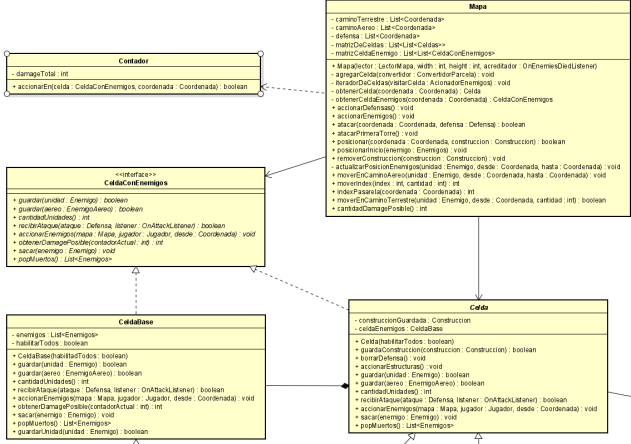 Mapa
- caminoTerrestre : List<Coordenada>
- caminoAereo : List<Coordenada>
- defensa : List<Coordenada>
- matrizDeCeldas : List<List<Celdas>>
- matrizCeldaEnemigo : List<List<CeldaConEnemigos>
+ Mapa(lector : LectorMapa, width : int, height : int, acreditador : OnEnemiesDiedListener)
- agregarCelda(convertidor : ConvertidorParcela) : void
- iteradorDeCeldas(visitarCelda : AcionadorEnemigos) : void
- obtenerCelda(coordenada : Coordenada) : Celda
- obtenerCeldaEnemigos(coordenada : Coordenada) : CeldaConEnemigos
+ accionarDefensas() : void
+ accionarEnemigos() : void
+ atacar(coordenada : Coordenada, defensa : Defensa) : boolean
+ atacarPrimeraTorre() : void
+ posicionar(coordenada : Coordenada, construccion : Construccion) : boolean
+ posicionarInicio(enemigo : Enemigos) : void
+ removerConstruccion(construccion : Construccion) : void
- actualizarPosicionEnemigos(unidad : Enemigo, desde : Coordenada, hasta : Coordenada) : void
+ moverEnCaminoAereo(unidad : Enemigo, desde : Coordenada, hasta : Coordenada) : void
+ moverIndex(index : int, cantidad : int) : int
+ indexPasarela(coordenada : Coordenada) : int
+ moverEnCaminoTerrestre(unidad : Enemigo, desde : Coordenada, cantidad : int) : boolean
+ cantidadDamagePosible() : int
Contador
- damageTotal : int
+ accionarEn(celda : CeldaConEnemigos, coordenada : Coordenada) : boolean
<<interface>>
CeldaConEnemigos
+ guardar(unidad : Enemigo) : boolean
+ guardar(aereo : EnemigoAereo) : boolean
+ cantidadUnidades() : int
+ recibirAtaque(ataque : Defensa, listener : OnAttackListener) : boolean
+ accionarEnemigos(mapa : Mapa, jugador : Jugador, desde : Coordenada) : void
+ obtenerDamagePosible(contadorActual : int) : int
+ sacar(enemigo : Enemigo) : void
+ popMuertos() : List<Enemigos>
CeldaBase
- enemigos : List<Enemigos>
- habilitarTodos : boolean
+ CeldaBase(habilitadTodos : boolean)
+ guardar(unidad : Enemigo) : boolean
+ guardar(aereo : EnemigoAereo) : boolean
+ cantidadUnidades() : int
+ recibirAtaque(ataque : Defensa, listener : OnAttackListener) : boolean
+ accionarEnemigos(mapa : Mapa, jugador : Jugador, desde : Coordenada) : void
+ obtenerDamagePosible(contadorActual : int) : int
+ sacar(enemigo : Enemigo) : void
+ popMuertos() : List<Enemigos>
+ guardarUnidad(unidad : Enemigo) : boolean
Celda
- construccionGuardada : Construccion
- celdaEnemigos : CeldaBase
+ Celda(habilitarTodos : boolean)
+ guardaConstruccion(construccion : Construccion) : boolean
+ borrarDefensa() : void
+ accionarEstructuras() : void
+ guardar(unidad : Enemigo) : boolean
+ guardar(aereo : EnemigoAereo) : boolean
+ cantidadUnidades() : int
+ recibirAtaque(ataque : Defensa, listener : OnAttackListener) : boolean
+ accionarEnemigos(mapa : Mapa, jugador : Jugador, desde : Coordenada) : void
+ sacar(enemigo : Enemigo) : void
+ popMuertos() : List<Enemigos>